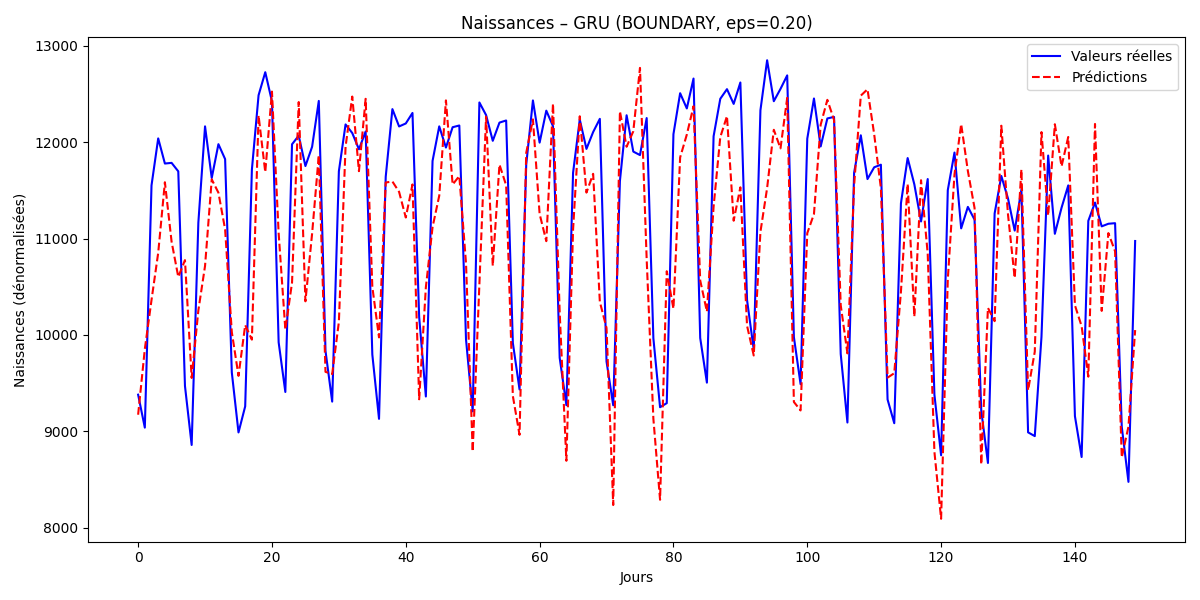 Naissances – GRU (BOUNDARY, eps=0.20)
Valeurs réelles
Prédictions
Naissances (dénormalisées)
13000
12000
11000
10000
9000
8000
0 20 40 60 80 100 120 140
Jours